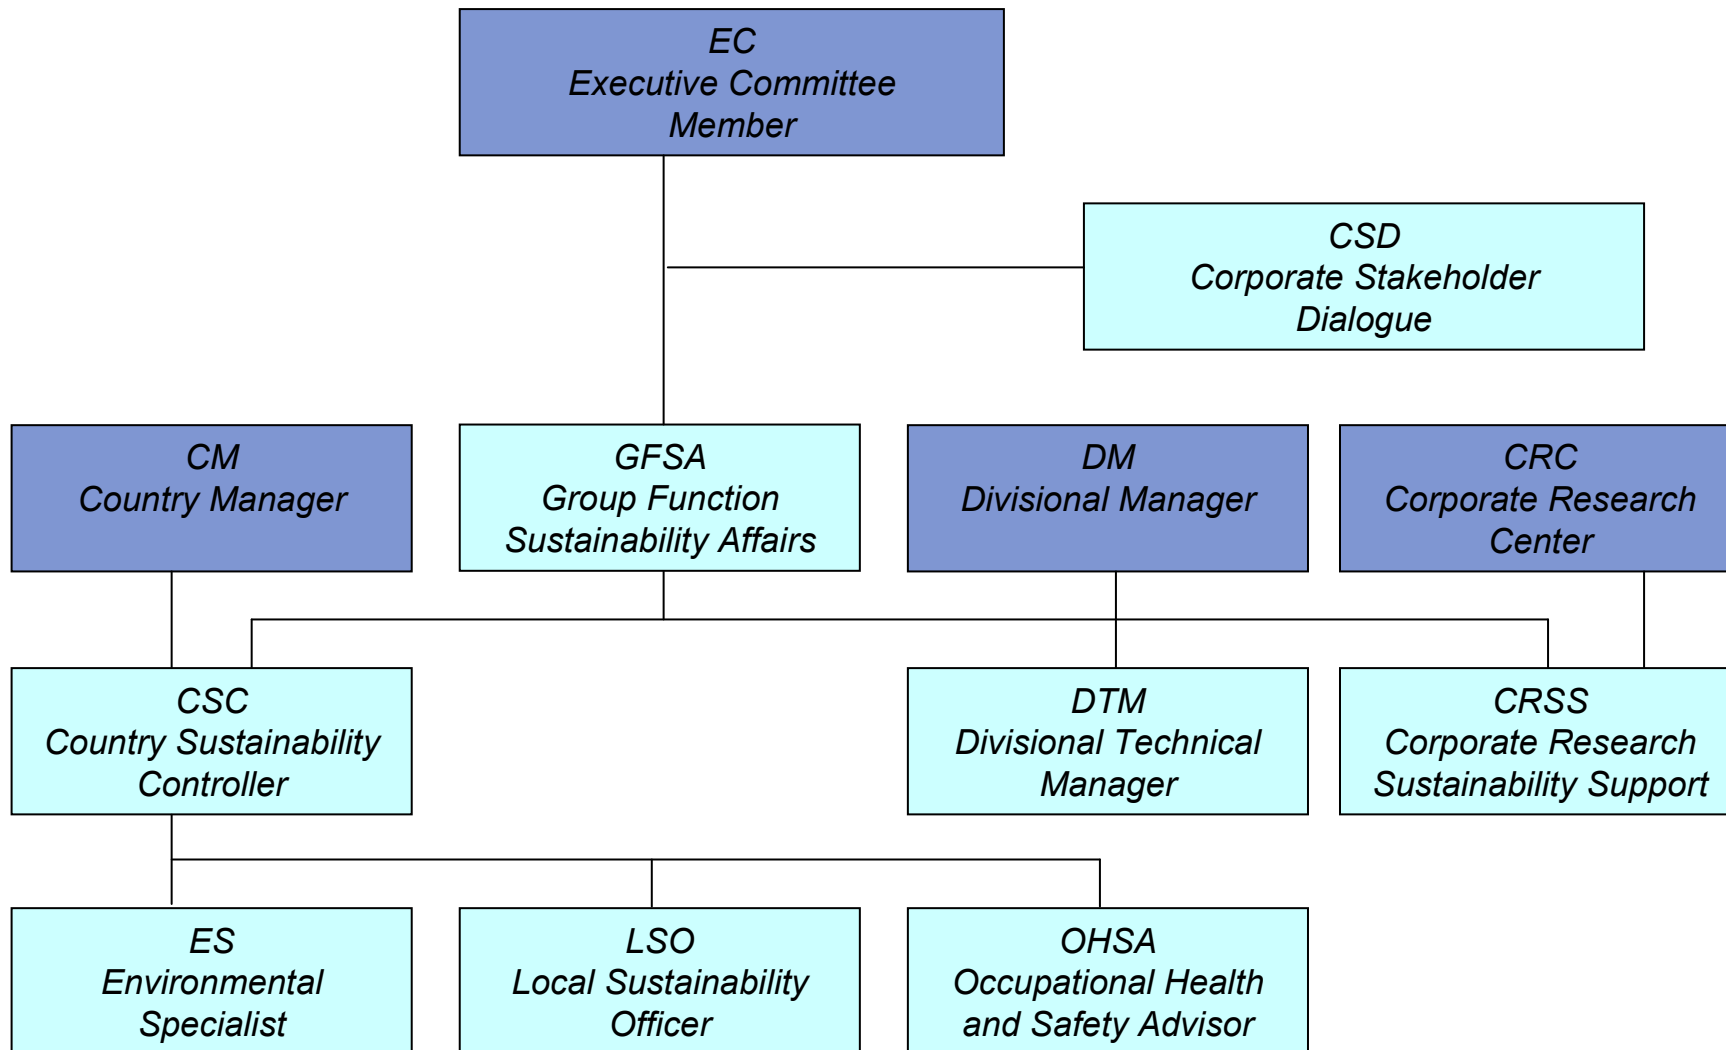 EC
Executive Committee
Member
CSD
Corporate Stakeholder
Dialogue
CM
Country Manager
GFSA
Group Function
Sustainability Affairs
DM
Divisional Manager
CRC
Corporate Research
Center
CSC
Country Sustainability
Controller
DTM
Divisional Technical
Manager
CRSS
Corporate Research
Sustainability Support
ES
Environmental
Specialist
LSO
Local Sustainability
Officer
OHSA
Occupational Health
and Safety Advisor